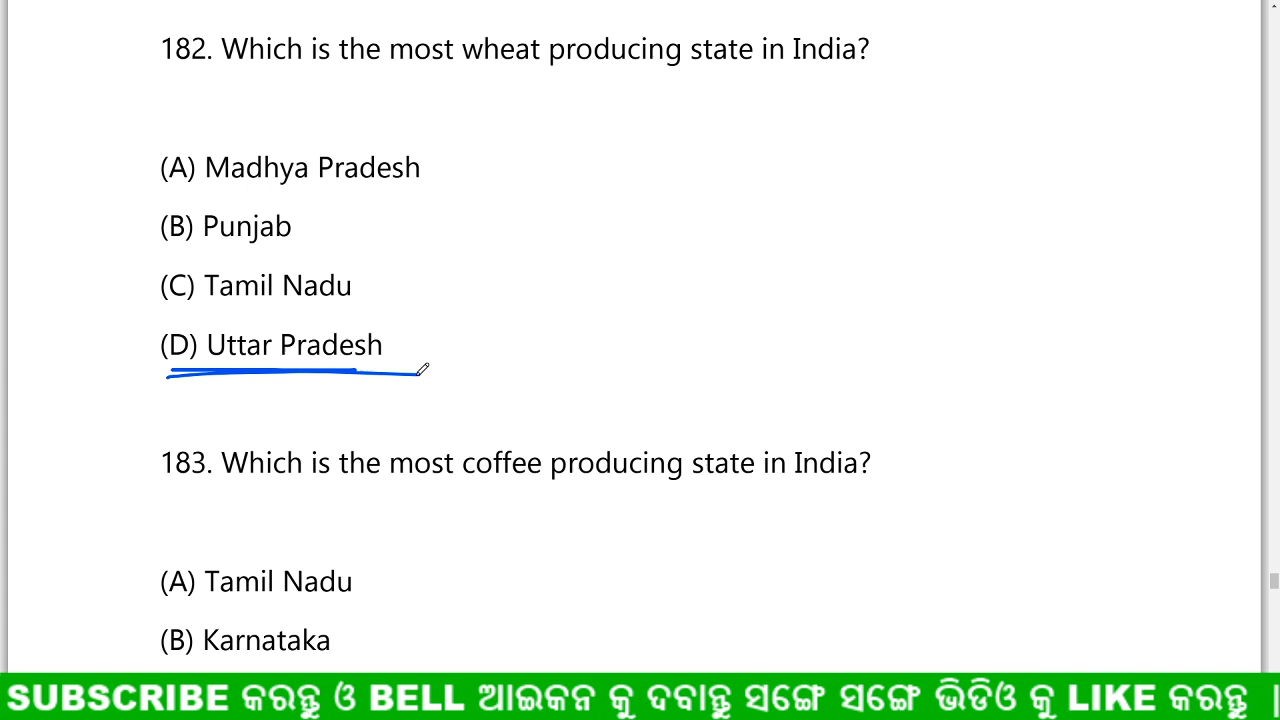 182. Which is the most wheat producing state in India?
(A) Madhya Pradesh
(B) Punjab
(C) Tamil Nadu
(D) Uttar Pradesh
183. Which is the most coffee producing state in India?
(A) Tamil Nadu
(B) Karnataka
SUBSCRIBE କରନ୍ତୁ ଓ BELL ଆଇକନ କୁ ଦବାନ୍ତୁ ସଙ୍ଗେ ସଙ୍ଗେ ଭିଡିଓ କୁ LIKE କରନ୍ତୁ |